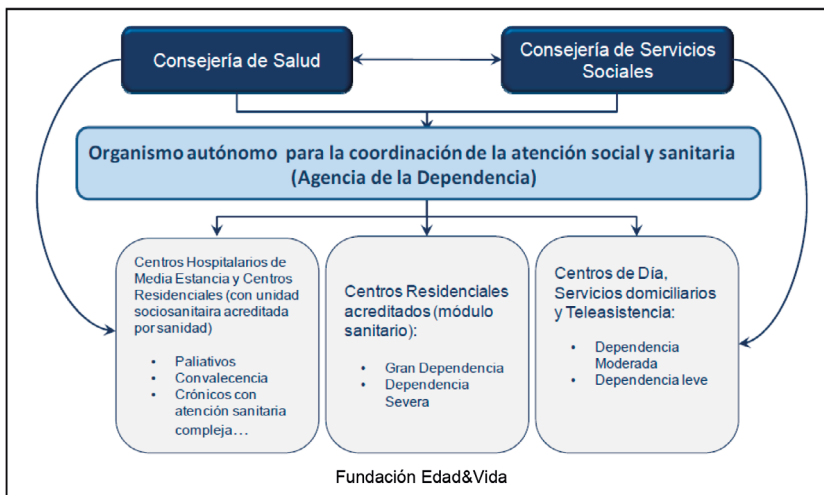 Consejería de Salud
Consejería de Servicios
Sociales
Organismo autónomo para la coordinación de la atención social y sanitaria
(Agencia de la Dependencia)
Centros Hospitalarios de
Media Estancia y Centros
Residenciales (con unidad
sociosanitaira acreditada
por sanidad)
• Paliativos
• Convalecencia
• Crónicos con
atención sanitaria
compleja…
Centros Residenciales
acreditados (módulo
sanitario):
• Gran Dependencia
• Dependencia
Severa
Centros de Día,
Servicios domiciliarios
y Teleasistencia:
• Dependencia
Moderada
• Dependencia leve
Fundación Edad&Vida